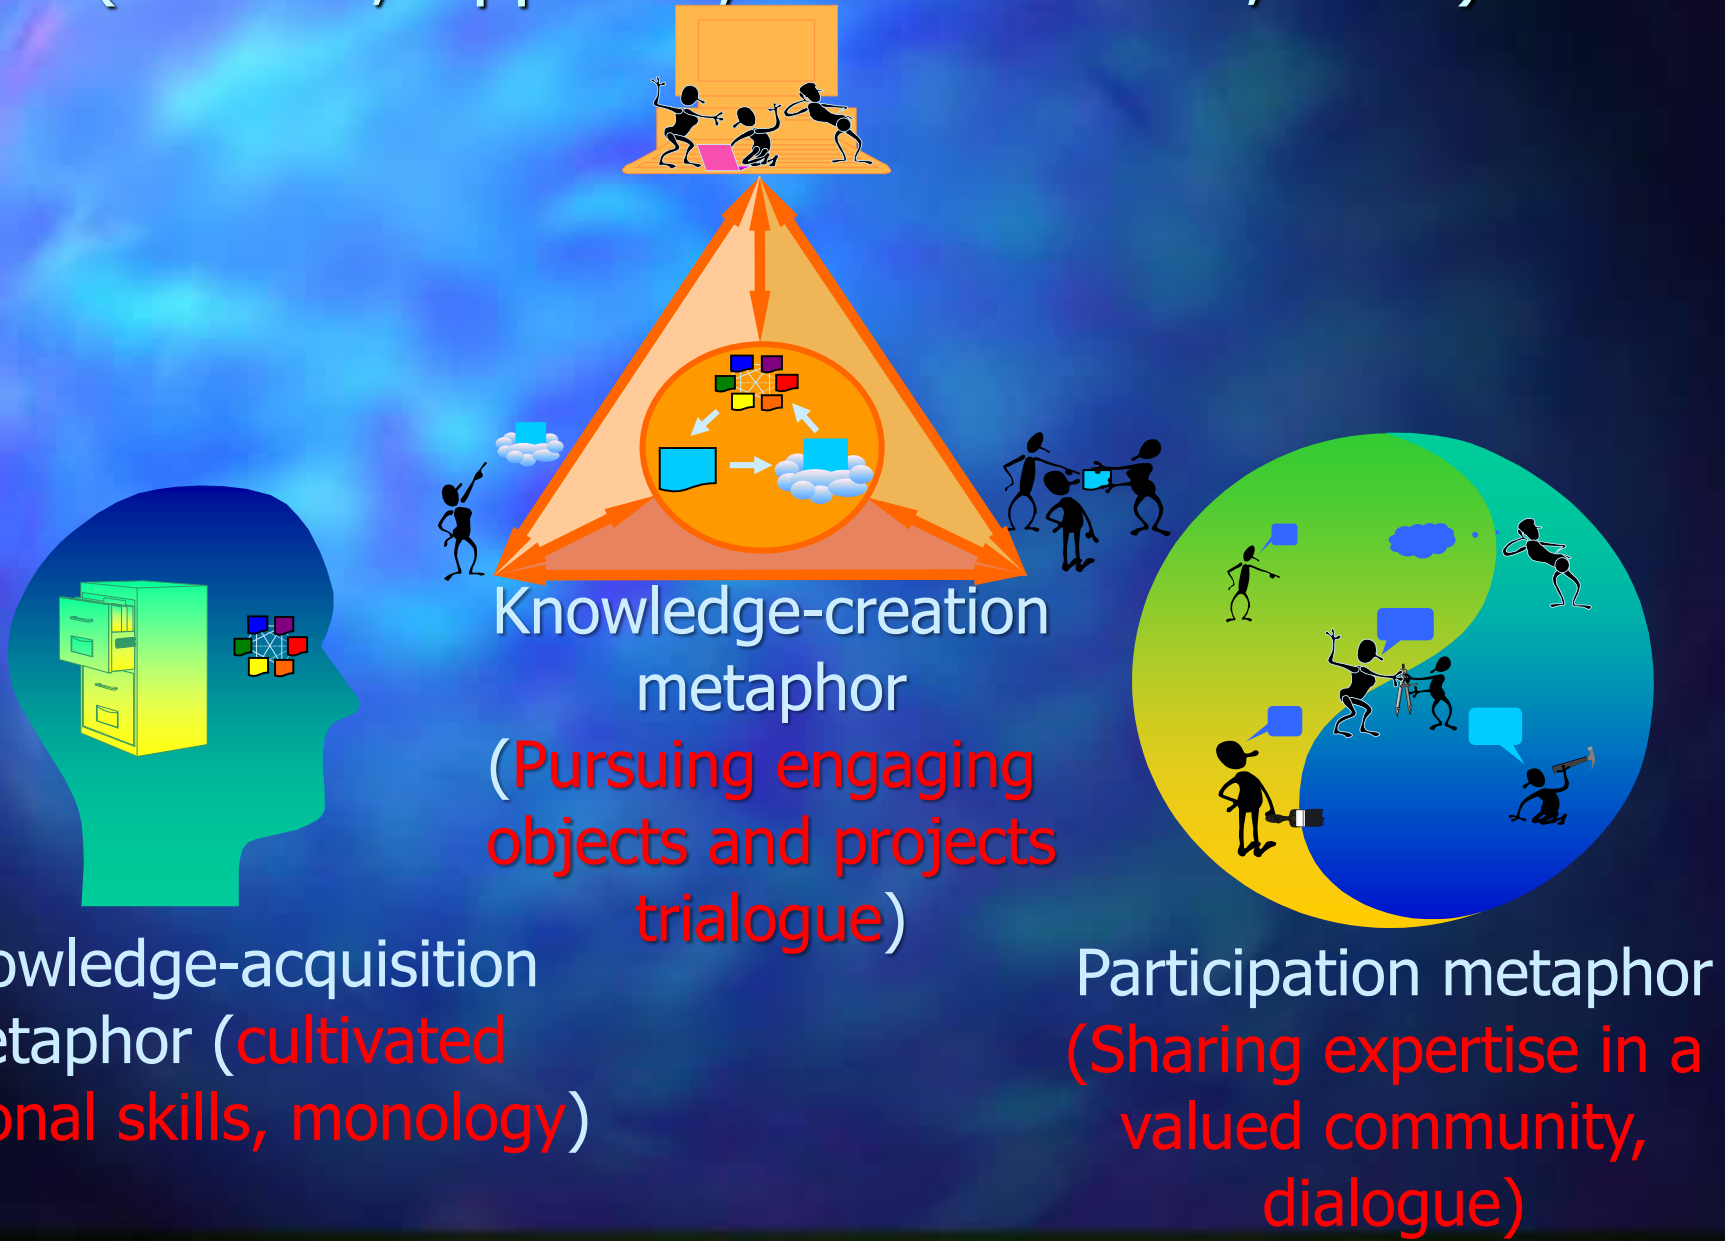 Knowledge-creation
metaphor
(Pursuing engaging
objects and projects
trialogue)
owledge-acquisition
etaphor (cultivated
onal skills, monology)
Participation metaphor
(Sharing expertise in a
valued community,
dialogue)